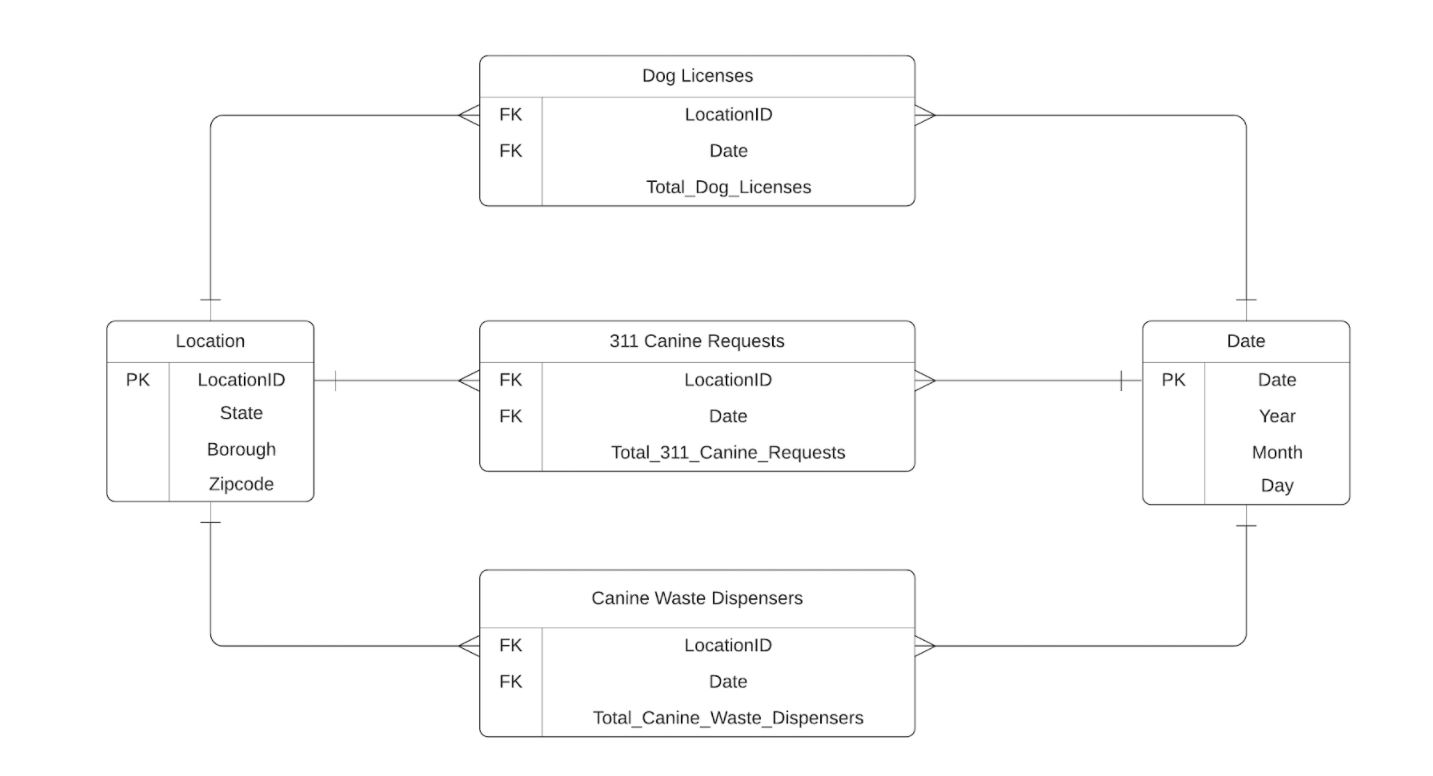 Dog Licenses
FK LocationID
FK Date
Total_Dog_Licenses
Location
PK LocationID
State
Borough
Zipcode
311 Canine Requests
FK LocationID
FK Date
Total_311_Canine_Requests
Date
PK Date
Year
Month
Day
Canine Waste Dispensers
FK LocationID
FK Date
Total_Canine_Waste_Dispensers